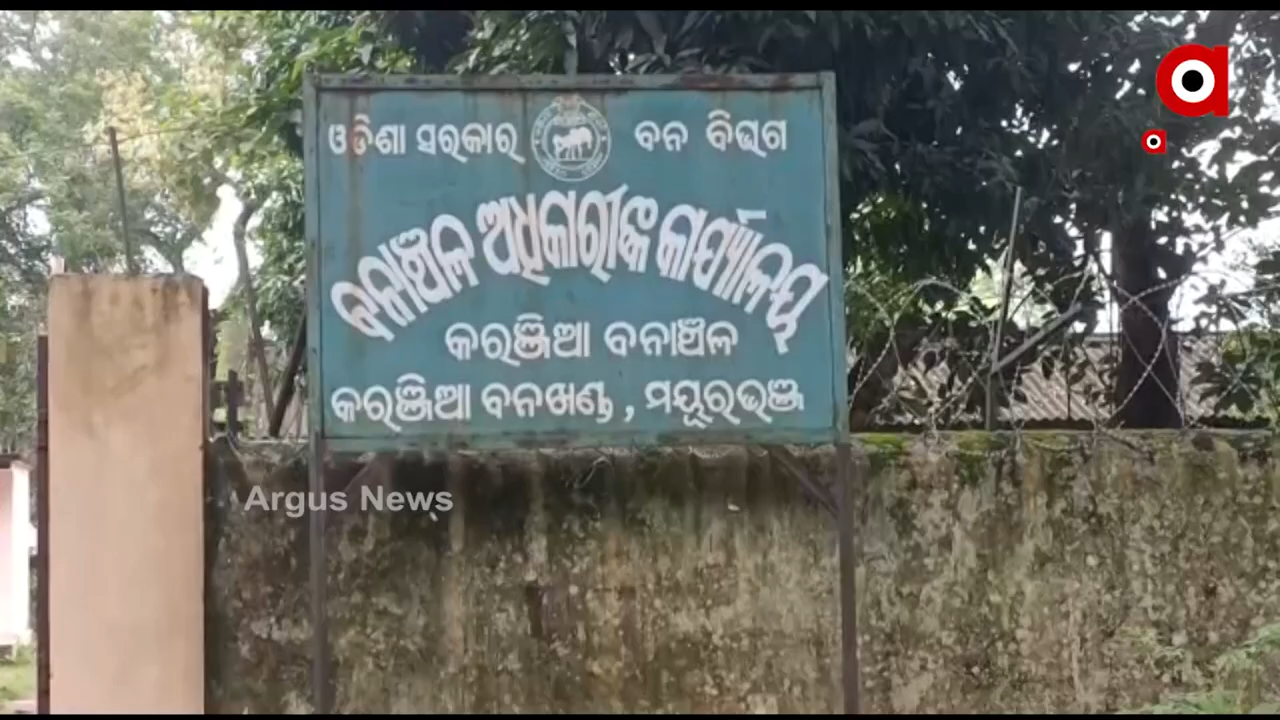 ଓଡିଶା ସରକାର ବନ ବିଭାଗ
ବନାଞ୍ଚଳ ଅଧିକାରୀଙ୍କ କାର୍ଯ୍ୟାଳୟ
କରଞ୍ଜିଆ ବନାଞ୍ଚଳ
କରଞ୍ଜିଆ ବନଖଣ୍ଡ , ମୟୂରଭଞ୍ଜ
Argus News